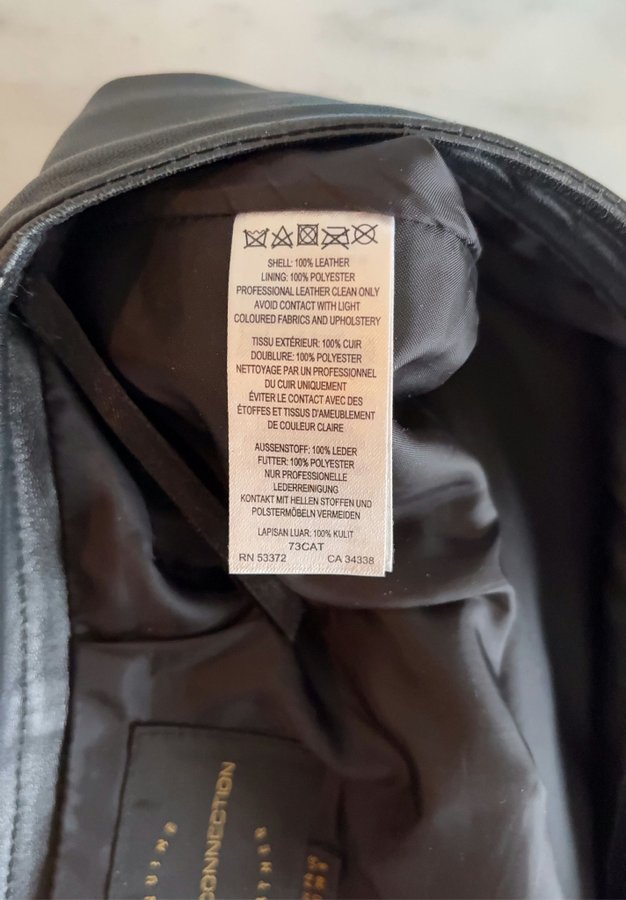 SHELL: 100% LEATHER
LINING: 100% POLYESTER
PROFESSIONAL LEATHER CLEAN ONLY
AVOID CONTACT WITH LIGHT
COLOURED FABRICS AND UPHOLSTERY
TISSU EXTÉRIEUR: 100% CUIR
DOUBLURE: 100% POLYESTER
NETTOYAGE PAR UN PROFESSIONNEL
DU CUIR UNIQUEMENT
ÉVITER LE CONTACT AVEC DES
ÉTOFFES ET TISSUS D'AMEUBLEMENT
DE COULEUR CLAIRE
AUSSENSTOFF: 100% LEDER
FUTTER: 100% POLYESTER
NUR PROFESSIONELLE
LEDERREINIGUNG
KONTAKT MIT HELLEN STOFFEN UND
POLSTERMÖBELN VERMEIDEN
LAPISAN LUAR: 100% KULIT
73CAT
RN 53372 CA 34338
CONNECTION